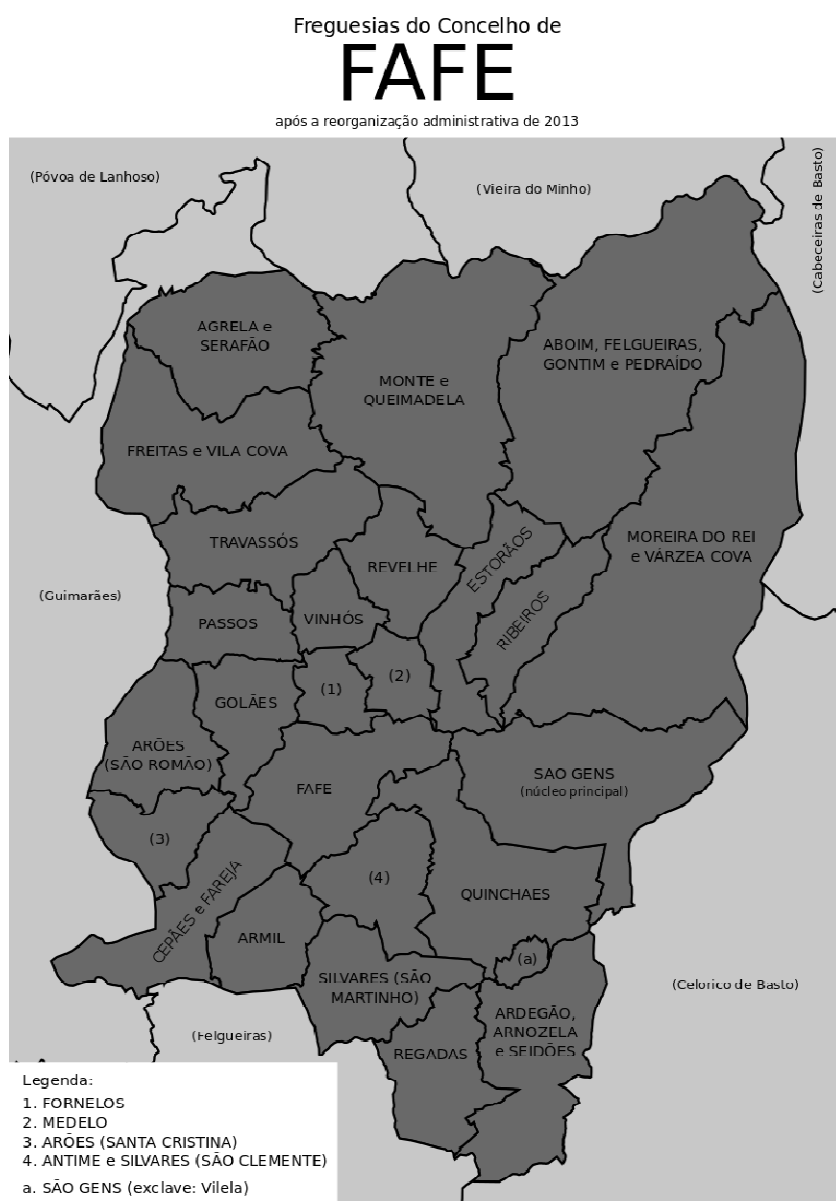 Freguesias do Concelho de
FAFE
após a reorganização administrativa de 2013
(Póvoa de Lanhoso)
(Vieira do Minho)
(Cabeceiras de Basto)
AGRELA e
SERAFÃO
ABOIM, FELGUEIRAS,
GONTIM e PEDRAÍDO
MONTE e
QUEIMADELA
FREITAS e VILA COVA
TRAVASSÓS
REVELHE
ESTORÃOS
MOREIRA DO REI
e VÁRZEA COVA
(Guimarães)
PASSOS
VINHÓS
RIBEIROS
GOLÃES
(1)
(2)
ARÕES
(SÃO ROMÃO)
FAFE
SÃO GENS
(núcleo principal)
(3)
(4)
CEPÃES e FAREJA
QUINCHÃES
ARMIL
(a)
SILVARES (SÃO
MARTINHO)
(Celorico de Basto)
ARDEGÃO,
ARNOZELA
e SEIDÕES
(Felgueiras)
REGADAS
Legenda:
1. FORNELOS
2. MEDELO
3. ARÕES (SANTA CRISTINA)
4. ANTIME e SILVARES (SÃO CLEMENTE)
a. SÃO GENS (exclave: Vilela)